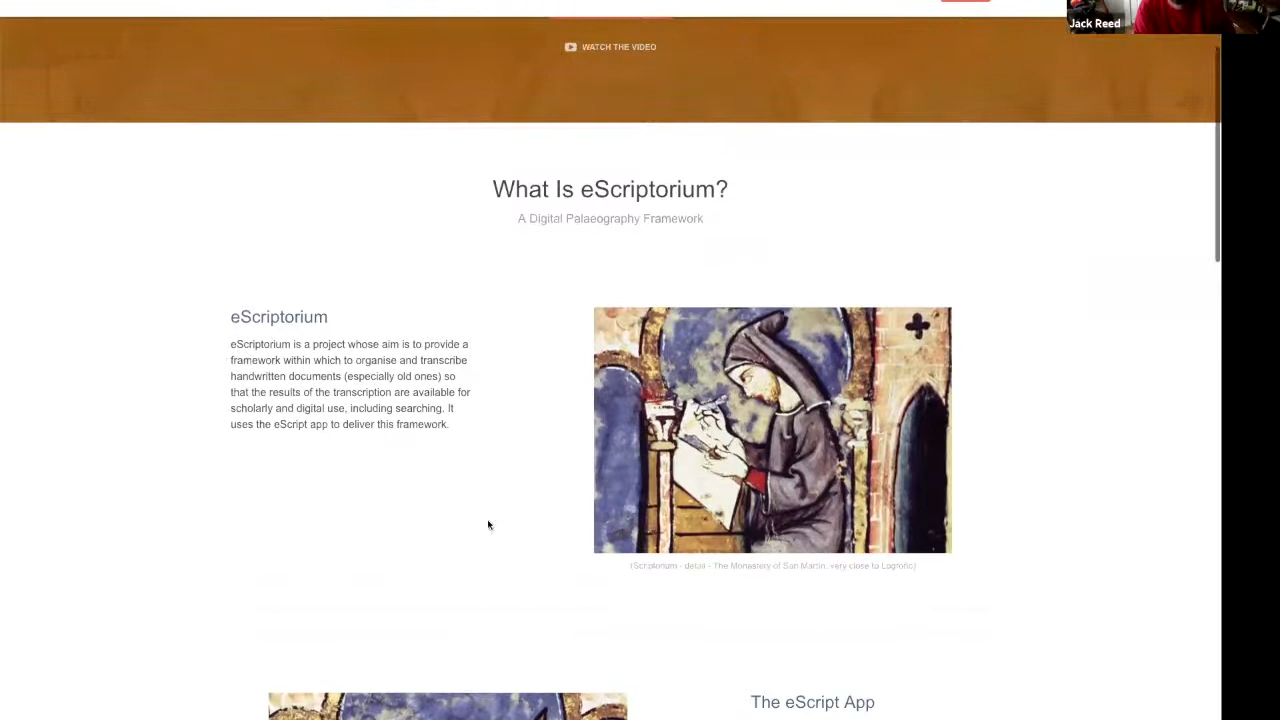 Jack Reed
WATCH THE VIDEO
What Is eScriptorium?
A Digital Palaeography Framework
eScriptorium
eScriptorium is a project whose aim is to provide a
framework within which to organise and transcribe
handwritten documents (especially old ones) so
that the results of the transcription are available for
scholarly and digital use, including searching. It
uses the eScript app to deliver this framework.
(Scriptorium - detail - The Monastery of San Martin, very close to Logroño)
The eScript App